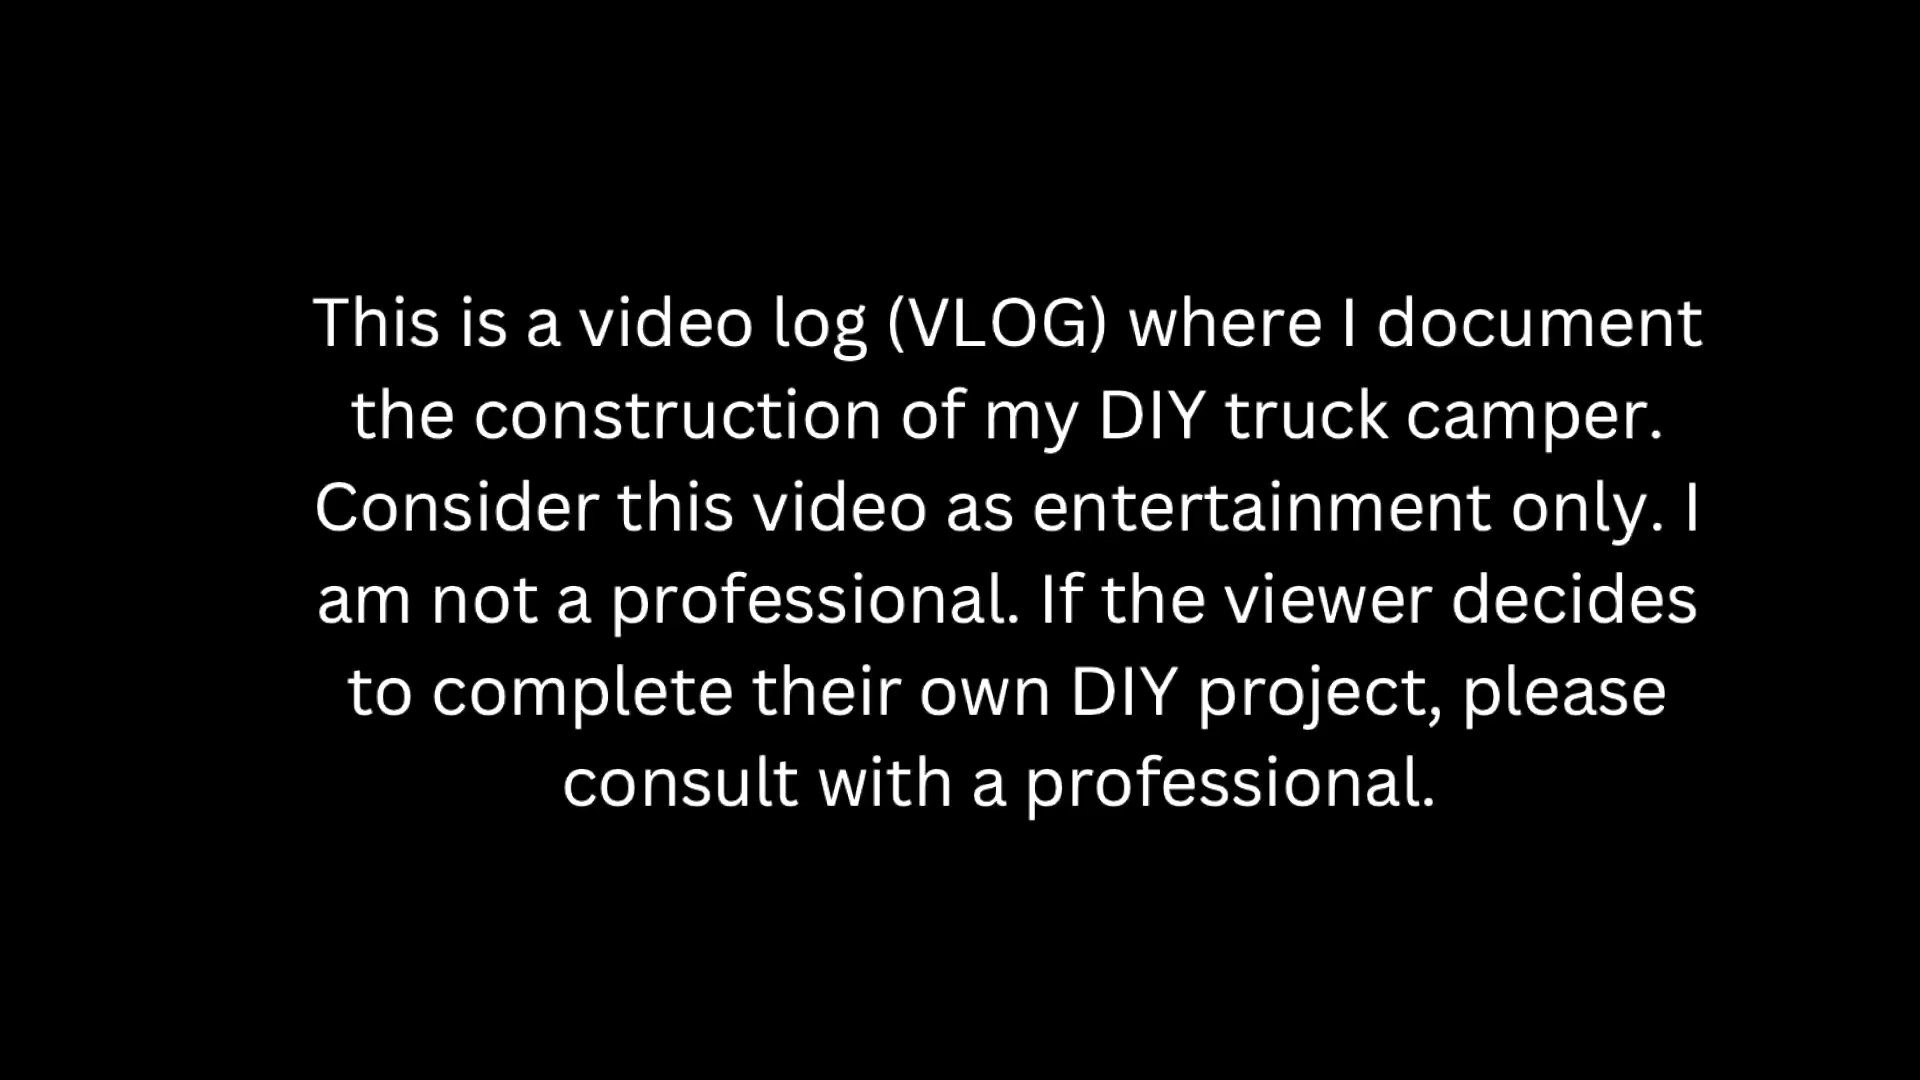 This is a video log (VLOG) where I document
the construction of my DIY truck camper.
Consider this video as entertainment only. I
am not a professional. If the viewer decides
to complete their own DIY project, please
consult with a professional.